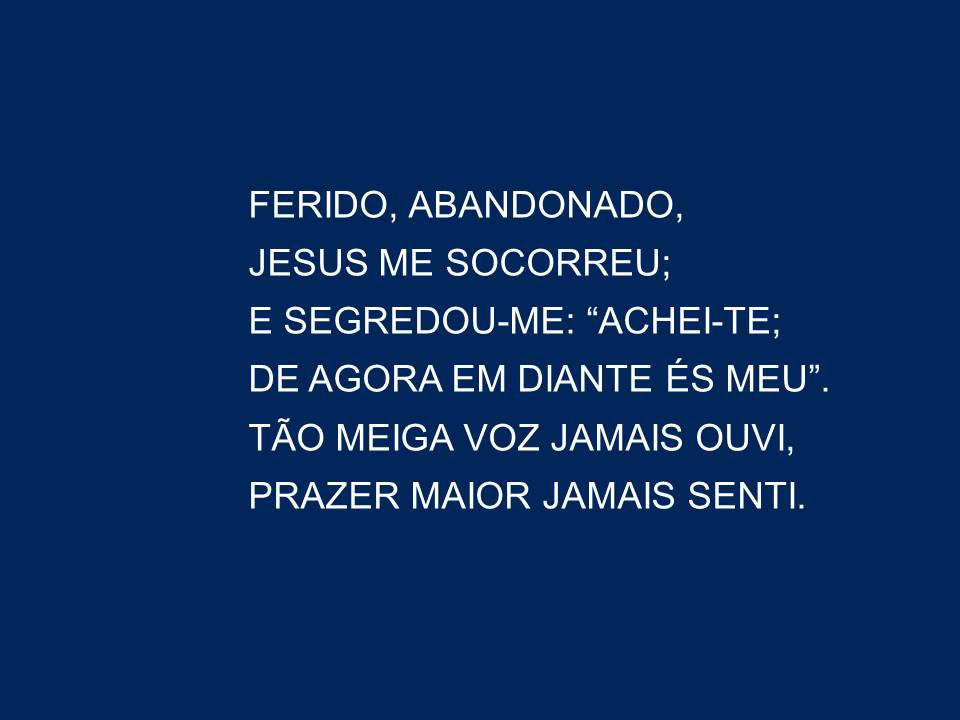 FERIDO, ABANDONADO,
JESUS ME SOCORREU;
E SEGREDOU-ME: “ACHEI-TE;
DE AGORA EM DIANTE ÉS MEU”.
TÃO MEIGA VOZ JAMAIS OUVI,
PRAZER MAIOR JAMAIS SENTI.